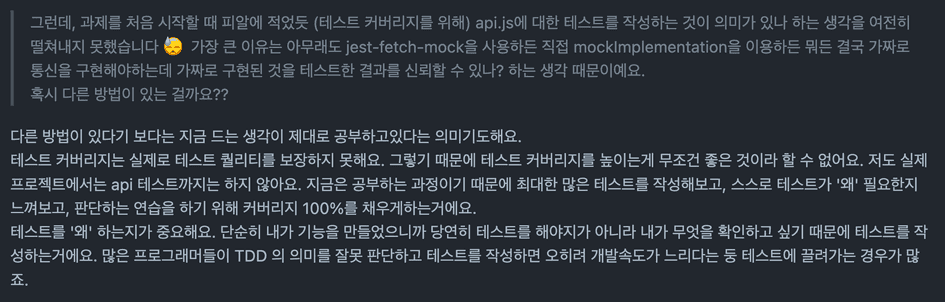 그런데, 과제를 처음 시작할 때 피알에 적었듯 (테스트 커버리지를 위해) api.js에 대한 테스트를 작성하는 것이 의미가 있나 하는 생각을 여전히
떨쳐내지 못했습니다 😓 가장 큰 이유는 아무래도 jest-fetch-mock을 사용하든 직접 mockImplementation을 이용하든 뭐든 결국 가짜로
통신을 구현해야하는데 가짜로 구현된 것을 테스트한 결과를 신뢰할 수 있나? 하는 생각 때문이예요.
혹시 다른 방법이 있는 걸까요??
다른 방법이 있다기 보다는 지금 드는 생각이 제대로 공부하고있다는 의미기도해요.
테스트 커버리지는 실제로 테스트 퀄리티를 보장하지 못해요. 그렇기 때문에 테스트 커버리지를 높이는게 무조건 좋은 것이라 할 수 없어요. 저도 실제
프로젝트에서는 api 테스트까지는 하지 않아요. 지금은 공부하는 과정이기 때문에 최대한 많은 테스트를 작성해보고, 스스로 테스트가 '왜' 필요한지
느껴보고, 판단하는 연습을 하기 위해 커버리지 100%를 채우게하는거에요.
테스트를 '왜' 하는지가 중요해요. 단순히 내가 기능을 만들었으니까 당연히 테스트를 해야지가 아니라 내가 무엇을 확인하고 싶기 때문에 테스트를 작
성하는거에요. 많은 프로그래머들이 TDD 의 의미를 잘못 판단하고 테스트를 작성하면 오히려 개발속도가 느리다는 둥 테스트에 끌려가는 경우가 많
죠.